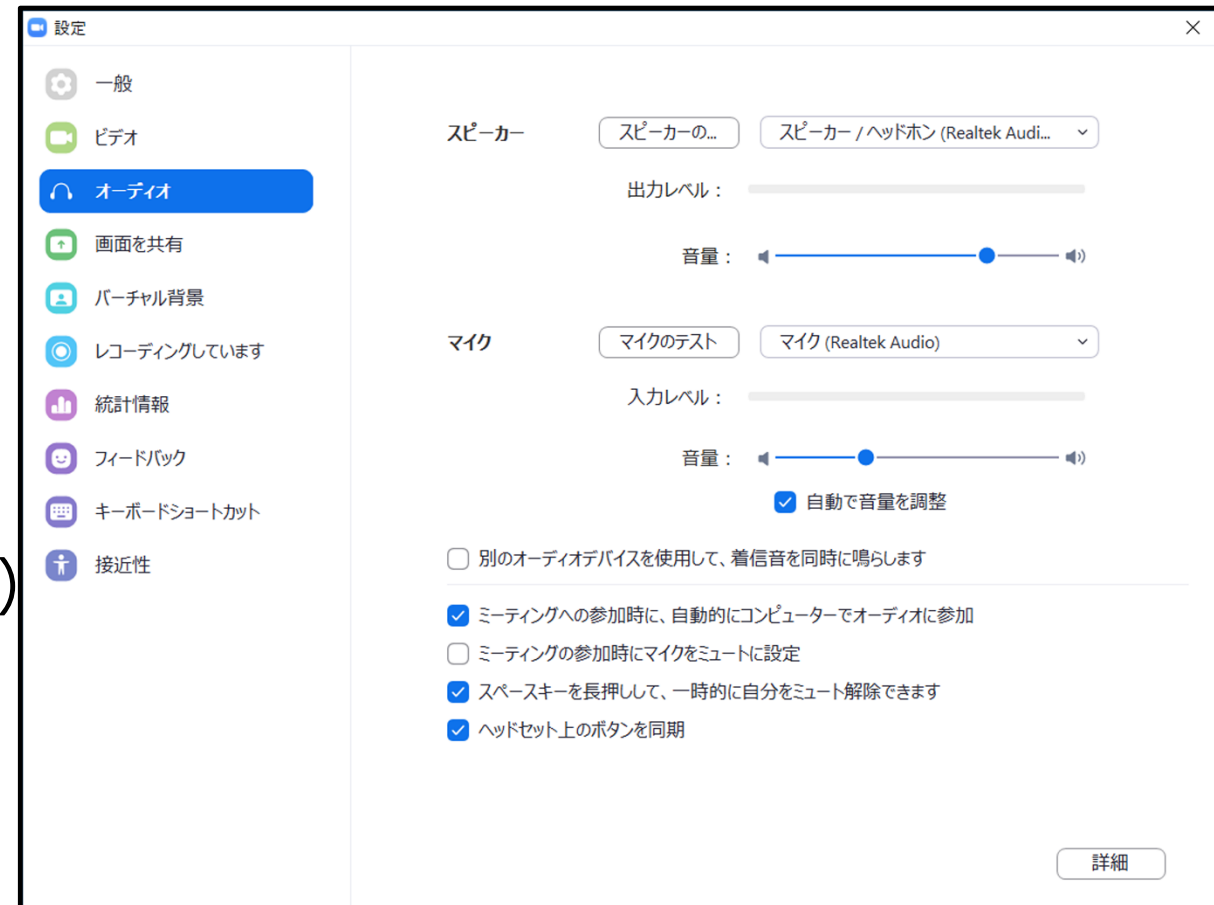 設定
一般
ビデオ
オーディオ
画面を共有
バーチャル背景
レコーディングしています
統計情報
フィードバック
キーボードショートカット
接近性
)
スピーカー スピーカーの... スピーカー / ヘッドホン (Realtek Audi...
出力レベル：
音量：
マイク マイクのテスト マイク (Realtek Audio)
入力レベル：
音量：
自動で音量を調整
別のオーディオデバイスを使用して、着信音を同時に鳴らします
ミーティングへの参加時に、自動的にコンピューターでオーディオに参加
ミーティングの参加時にマイクをミュートに設定
スペースキーを長押しして、一時的に自分をミュート解除できます
ヘッドセット上のボタンを同期
詳細